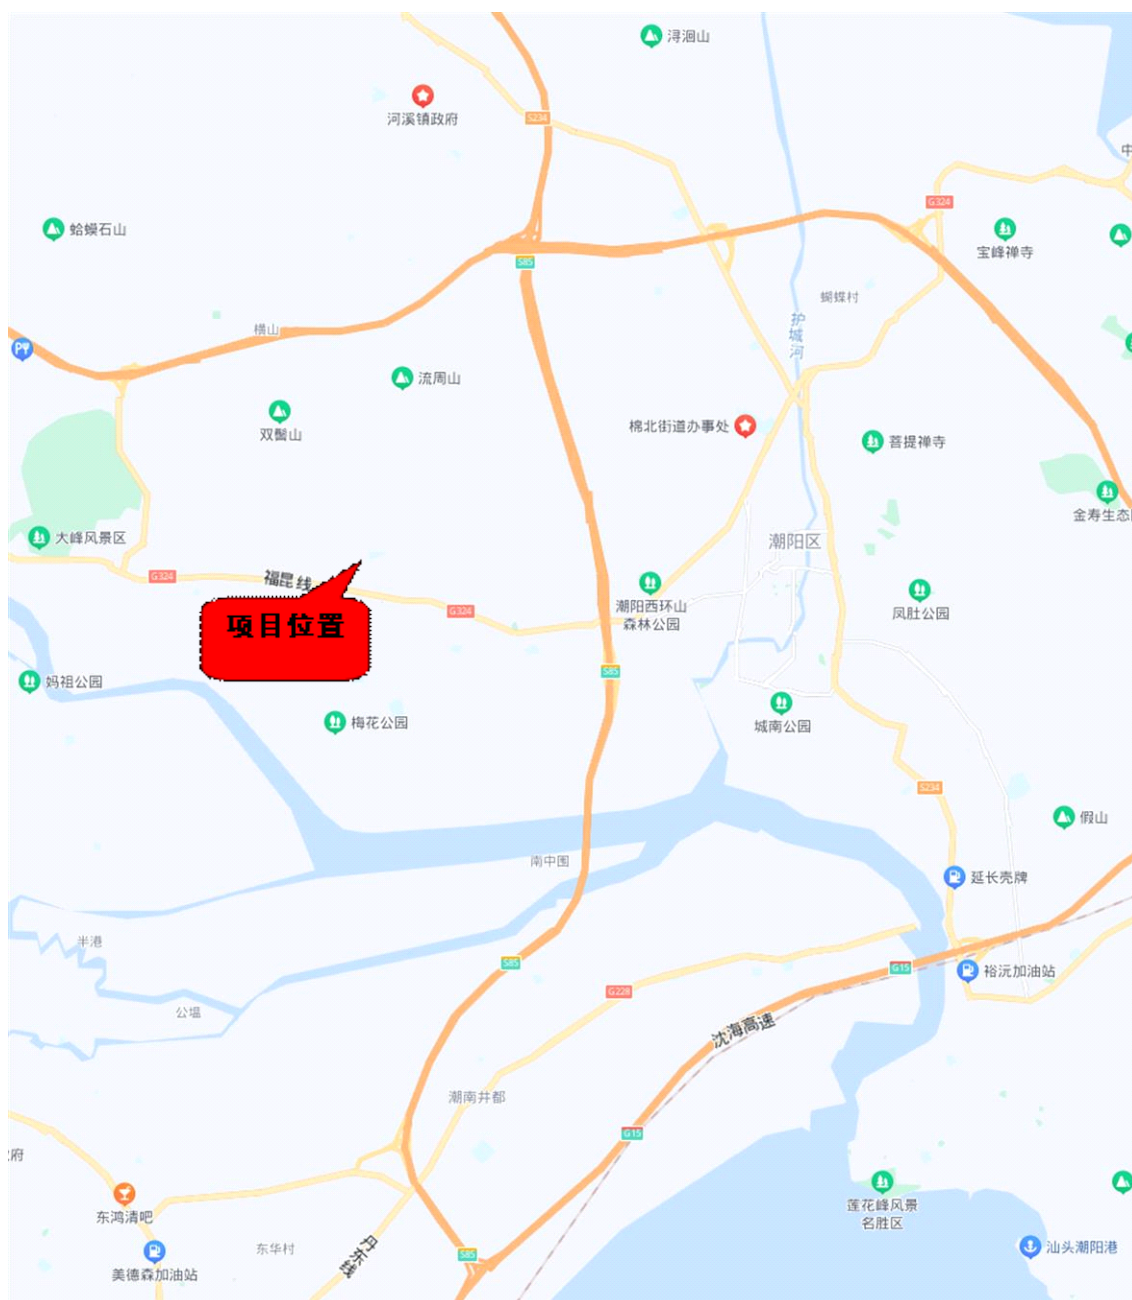 浔洄山
河溪镇政府
S234
中
G324
蛤蟆石山
宝峰禅寺
S85
蝴蝶村
护城河
横山
流周山
双髻山
棉北街道办事处
菩提禅寺
金寿生态
大峰风景区
潮阳区
G324
福昆线
G324
潮阳西环山
森林公园
凤肚公园
项目位置
S85
妈祖公园
梅花公园
城南公园
S234
假山
南中围
延长壳牌
半港
S85
G15
裕沅加油站
G228
公塭
沈海高速
潮南井都
G15
府
莲花峰风景
名胜区
东鸿清吧
丹东线
东华村
S85
汕头潮阳港
美德森加油站